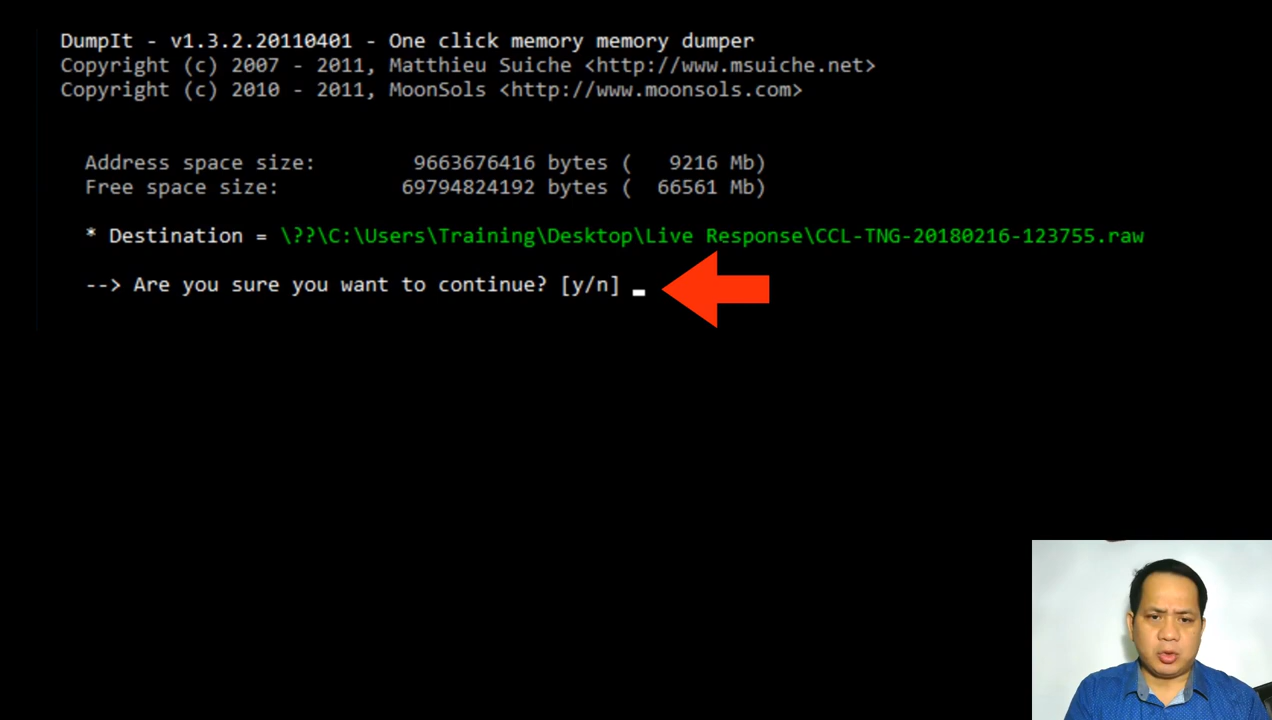 DumpIt - v1.3.2.20110401 - One click memory memory dumper
Copyright (c) 2007 - 2011, Matthieu Suiche <http://www.msuiche.net>
Copyright (c) 2010 - 2011, MoonSols <http://www.moonsols.com>
Address space size: 9663676416 bytes ( 9216 Mb)
Free space size: 69794824192 bytes ( 66561 Mb)
* Destination = \??\C:\Users\Training\Desktop\Live Response\CCL-TNG-20180216-123755.raw
--> Are you sure you want to continue? [y/n] _